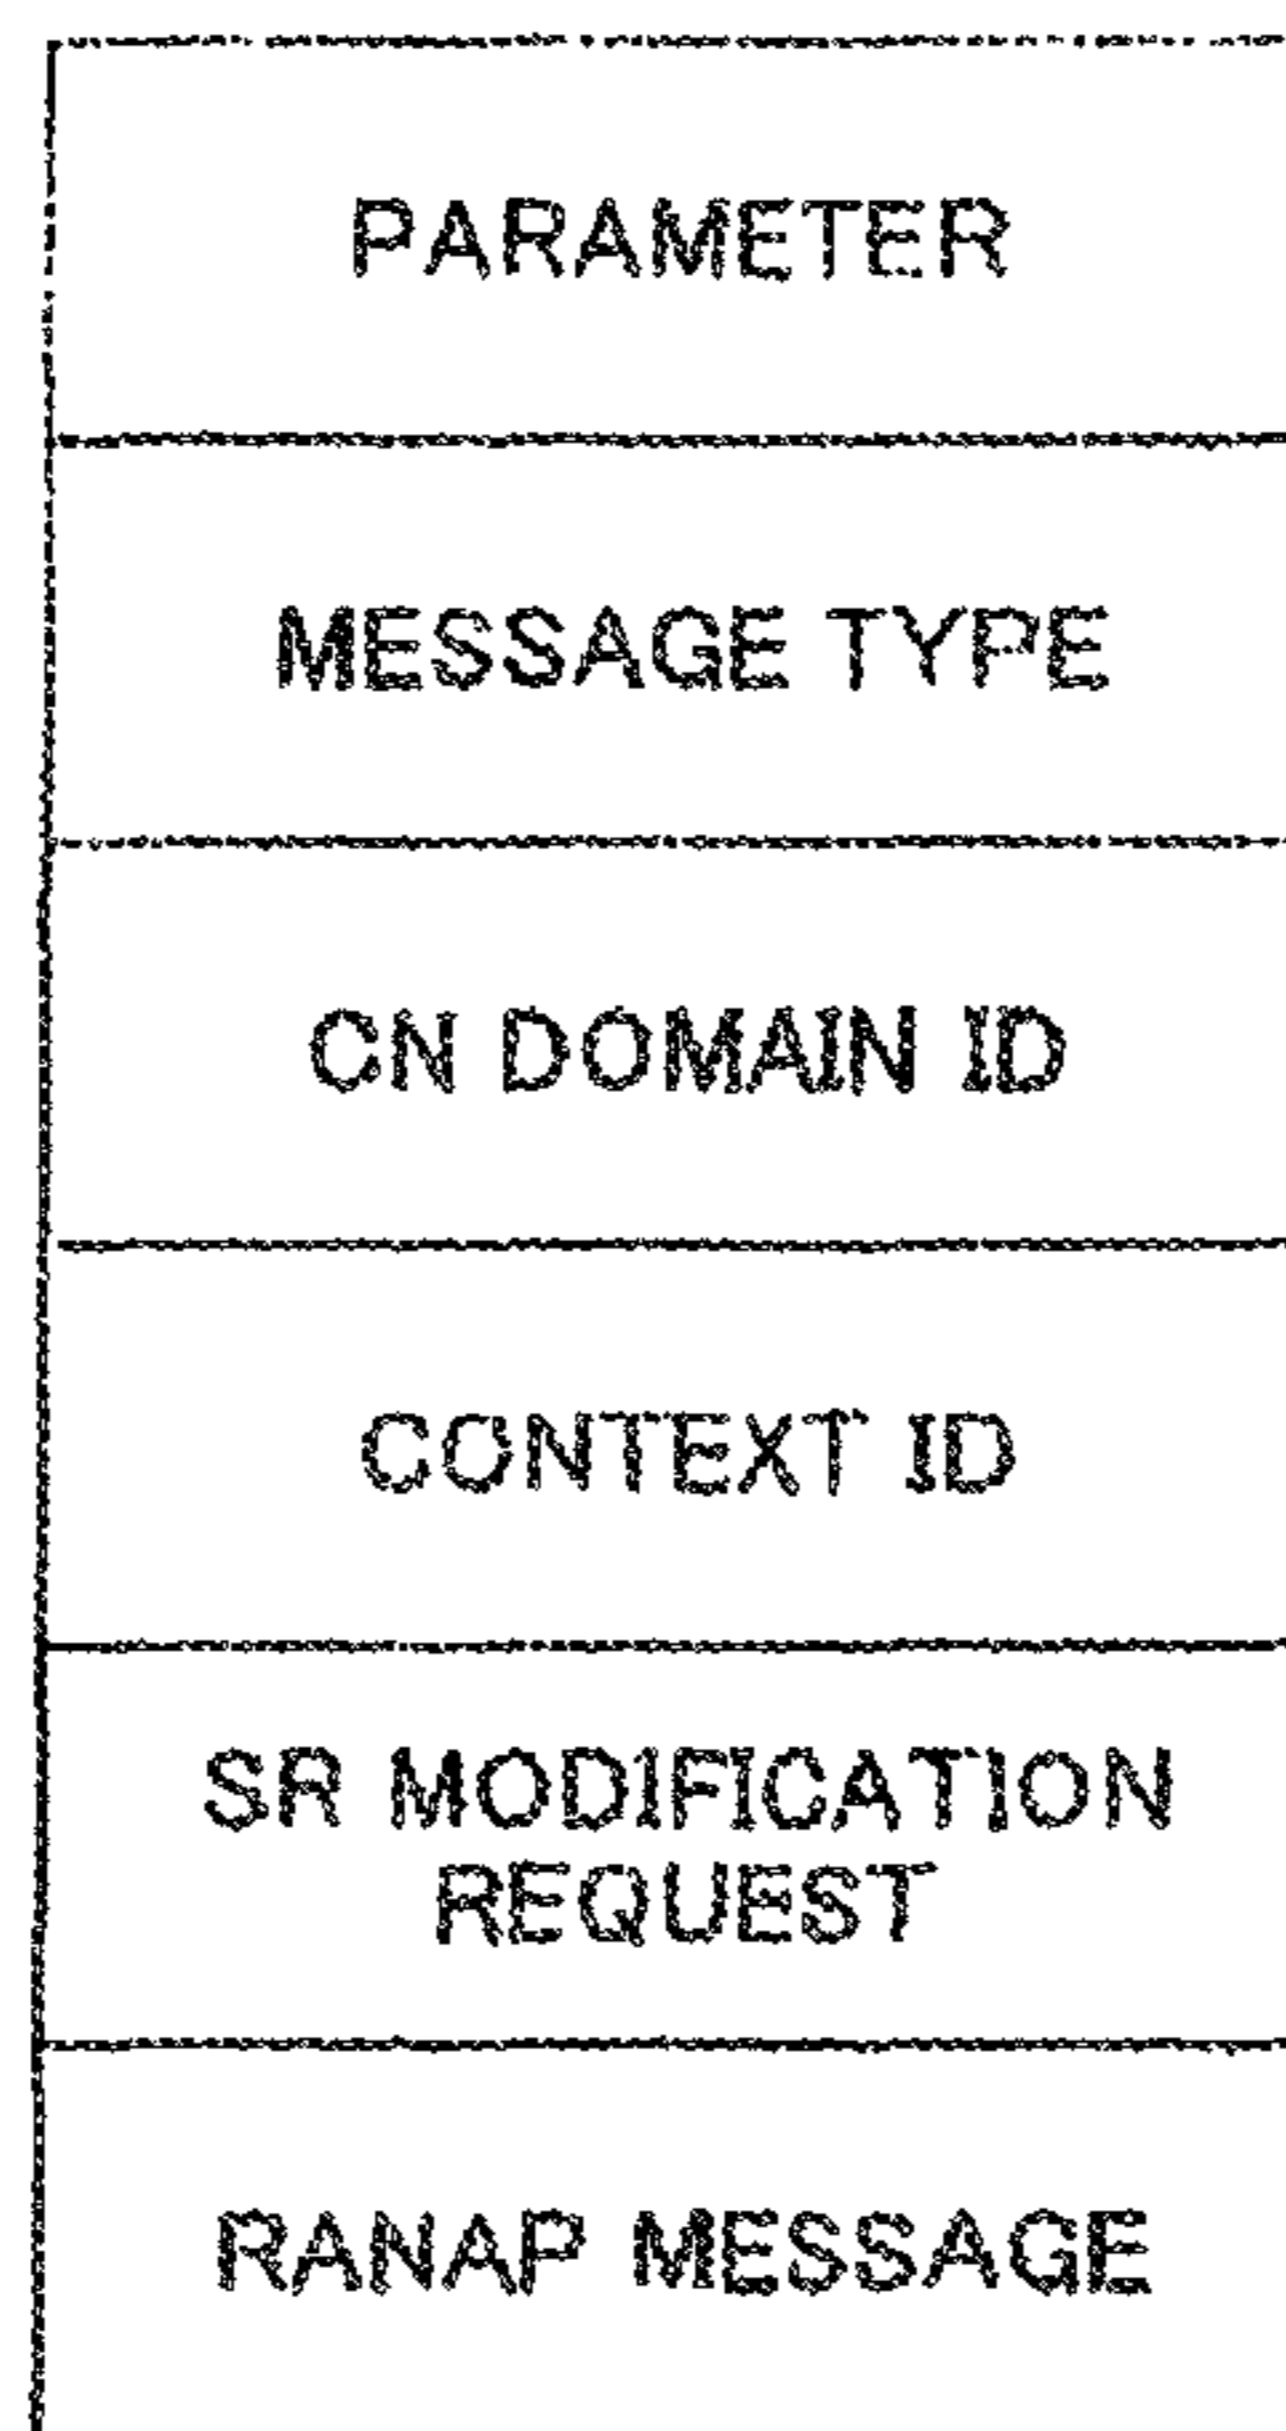 PARAMETER
MESSAGE TYPE
CN DOMAIN ID
CONTEXT ID
SR MODIFICATION
REQUEST
RANAP MESSAGE